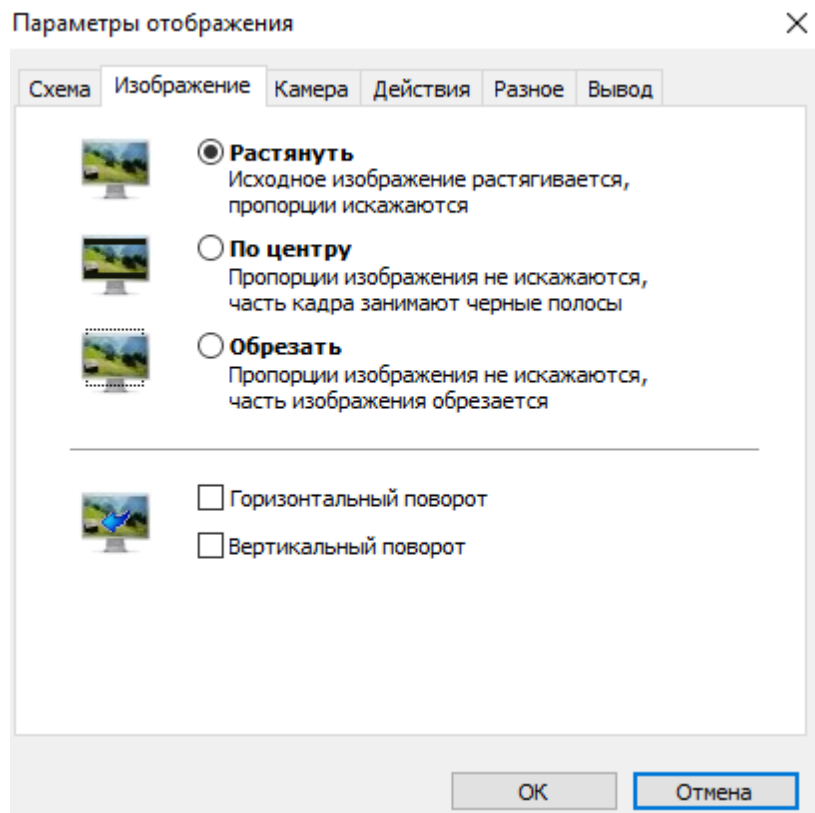 Параметры отображения
Схема Изображение Камера Действия Разное Вывод
Растянуть
Исходное изображение растягивается,
пропорции искажаются
По центру
Пропорции изображения не искажаются,
часть кадра занимают черные полосы
Обрезать
Пропорции изображения не искажаются,
часть изображения обрезается
Горизонтальный поворот
Вертикальный поворот
OK Отмена